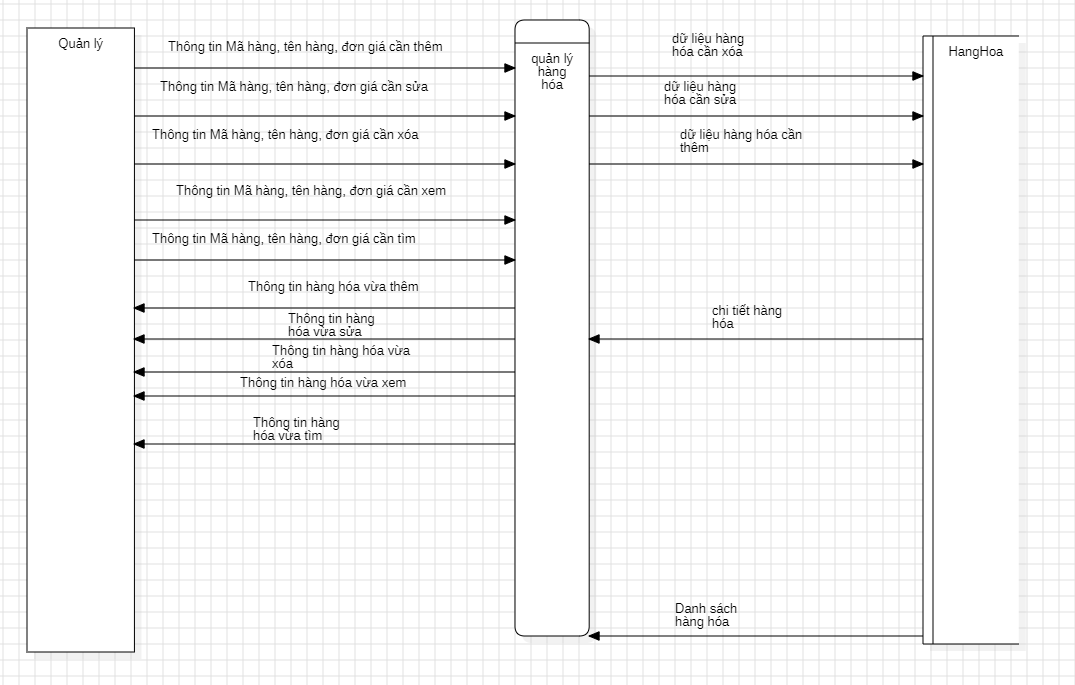 Quản lý
Thông tin Mã hàng, tên hàng, đơn giá cần thêm
Thông tin Mã hàng, tên hàng, đơn giá cần sửa
Thông tin Mã hàng, tên hàng, đơn giá cần xóa
Thông tin Mã hàng, tên hàng, đơn giá cần xem
Thông tin Mã hàng, tên hàng, đơn giá cần tìm
Thông tin hàng hóa vừa thêm
Thông tin hàng
hóa vừa sửa
Thông tin hàng hóa vừa
xóa
Thông tin hàng hóa vừa xem
Thông tin hàng
hóa vừa tìm
quản lý
hàng
hóa
dữ liệu hàng
hóa cần xóa
dữ liệu hàng
hóa cần sửa
dữ liệu hàng hóa cần
thêm
chi tiết hàng
hóa
Danh sách
hàng hóa
HangHoa